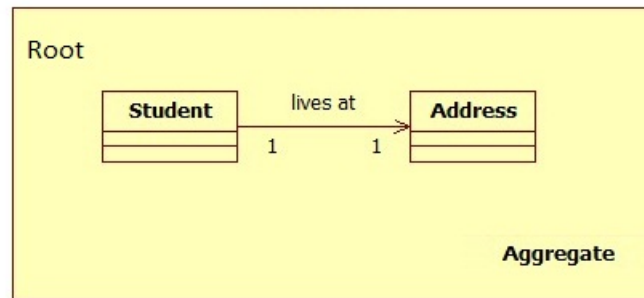 Root
Student
lives at
Address
1
1
Aggregate